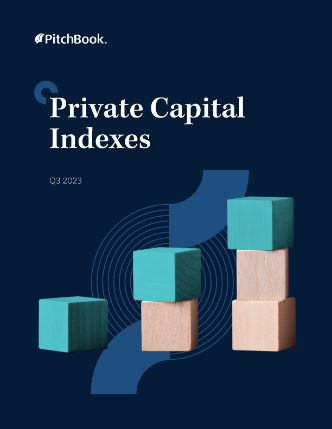 PitchBook.
Private Capital
Indexes
Q3 2023